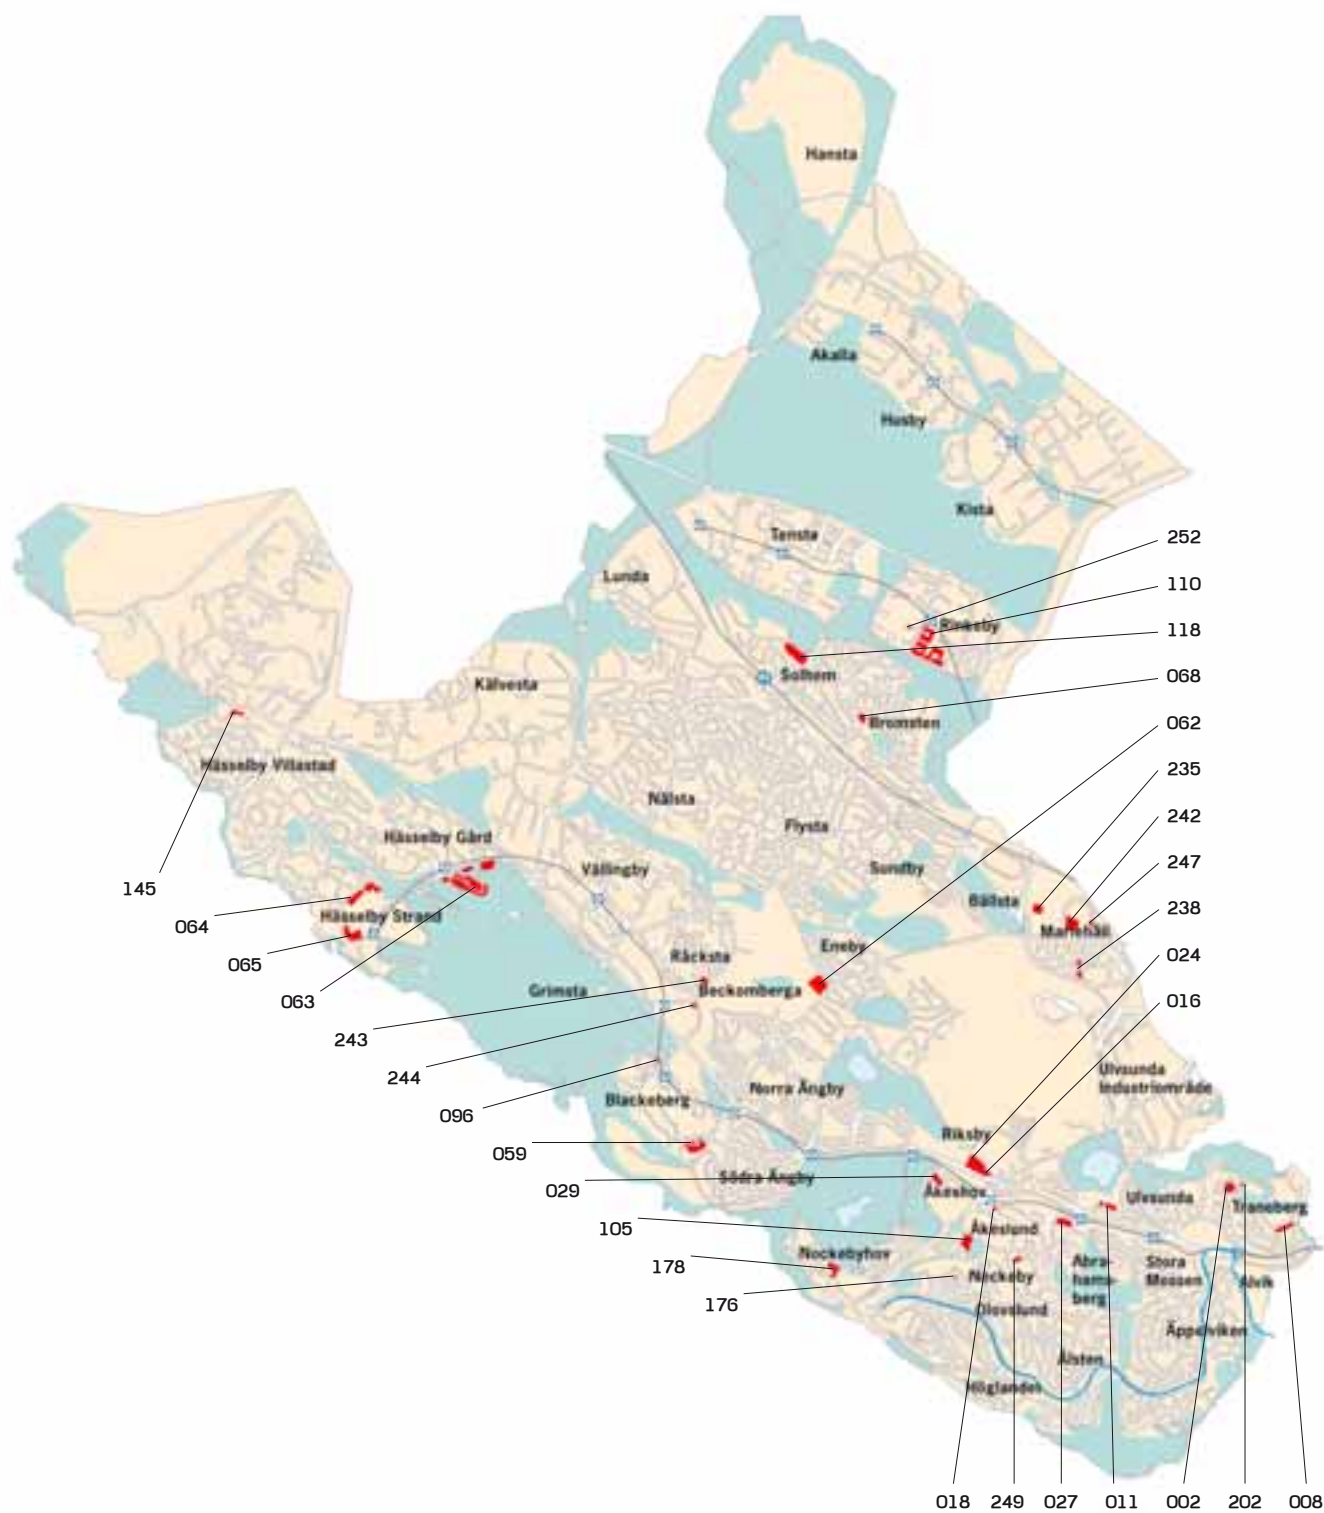 Hansta
Akalla
Husby
Kista
252
Tensta
110
Lunda
Rinkeby
118
Solhem
068
Kälvesta
Bromsten
062
Hässelby Villastad
235
Nälsta
242
Flysta
Hässelby Gård
247
Vällingby
Sundby
145
Bällsta
238
064
Hässelby Strand
Mariehäll
Eneby
024
065
Råcksta
Grimsta
Beckomberga
016
063
243
244
Ulvsunda
Industriområde
Norra Ängby
Blackeberg
096
Riksby
059
Södra Ängby
029
Åkeshov
Ulvsunda
Traneberg
105
Åkeslund
Nockebyhov
178
Abra-
hams-
berg
Stora
Mossen
Alvik
Nockeby
176
Olovslund
Äppelviken
Ålsten
Höglandet
018 249 027 011 002 202 008